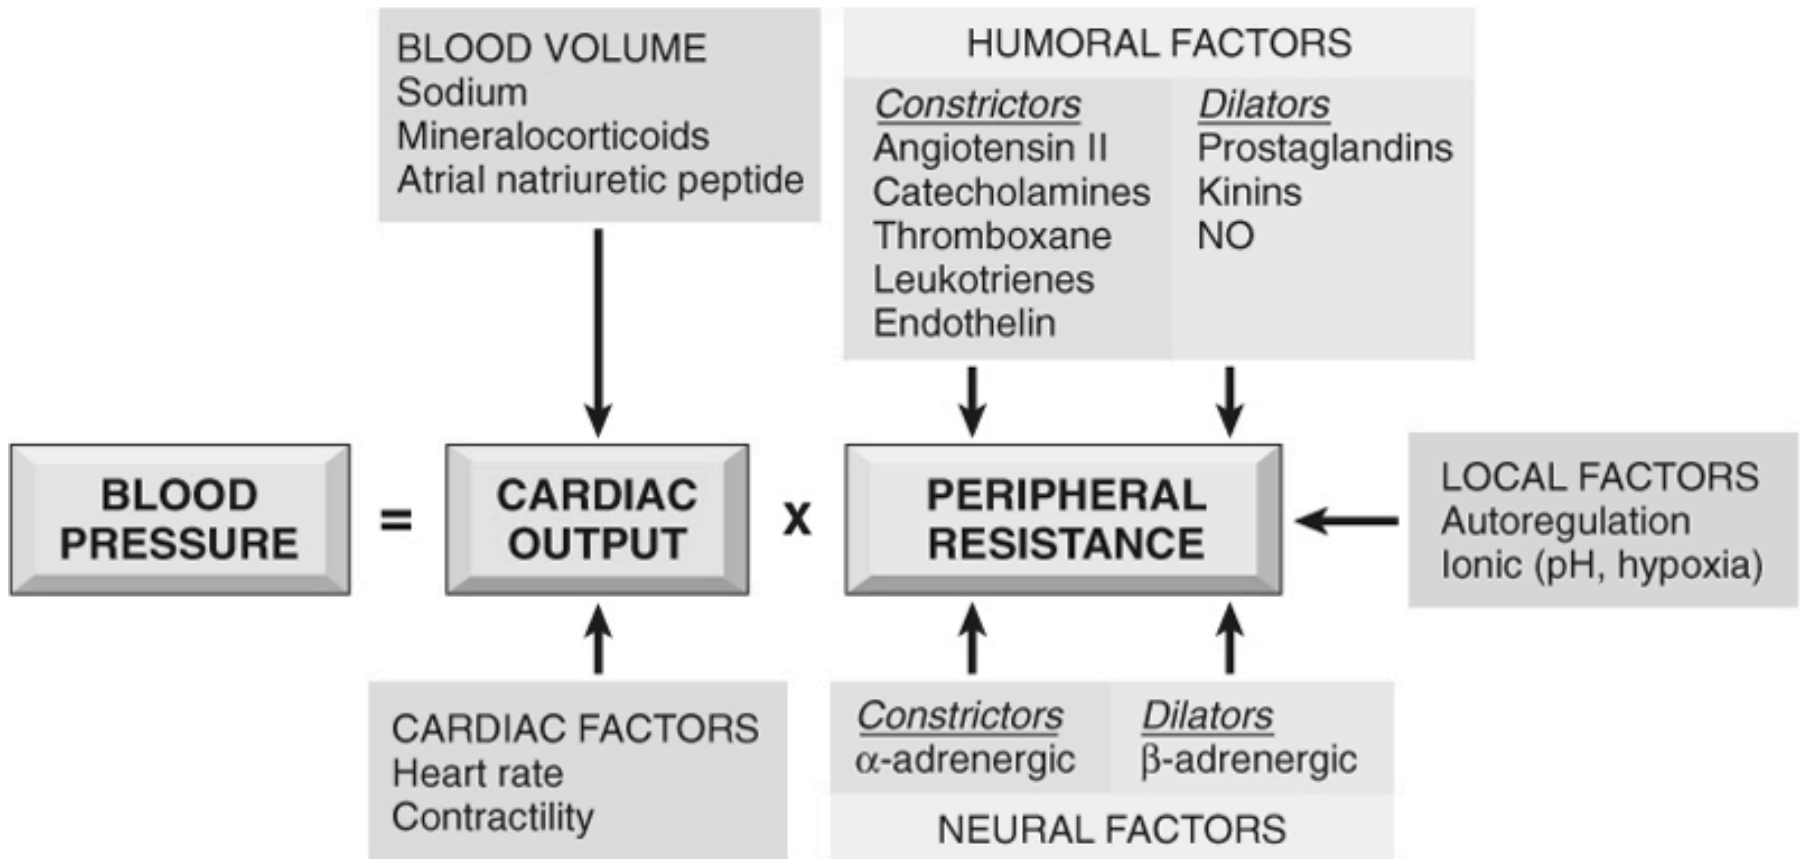 BLOOD VOLUME
Sodium
Mineralocorticoids
Atrial natriuretic peptide
HUMORAL FACTORS
Constrictors
Angiotensin II
Catecholamines
Thromboxane
Leukotrienes
Endothelin
Dilators
Prostaglandins
Kinins
NO
BLOOD
PRESSURE
=
CARDIAC
OUTPUT
x
PERIPHERAL
RESISTANCE
LOCAL FACTORS
Autoregulation
Ionic (pH, hypoxia)
CARDIAC FACTORS
Heart rate
Contractility
Constrictors
α-adrenergic
Dilators
β-adrenergic
NEURAL FACTORS